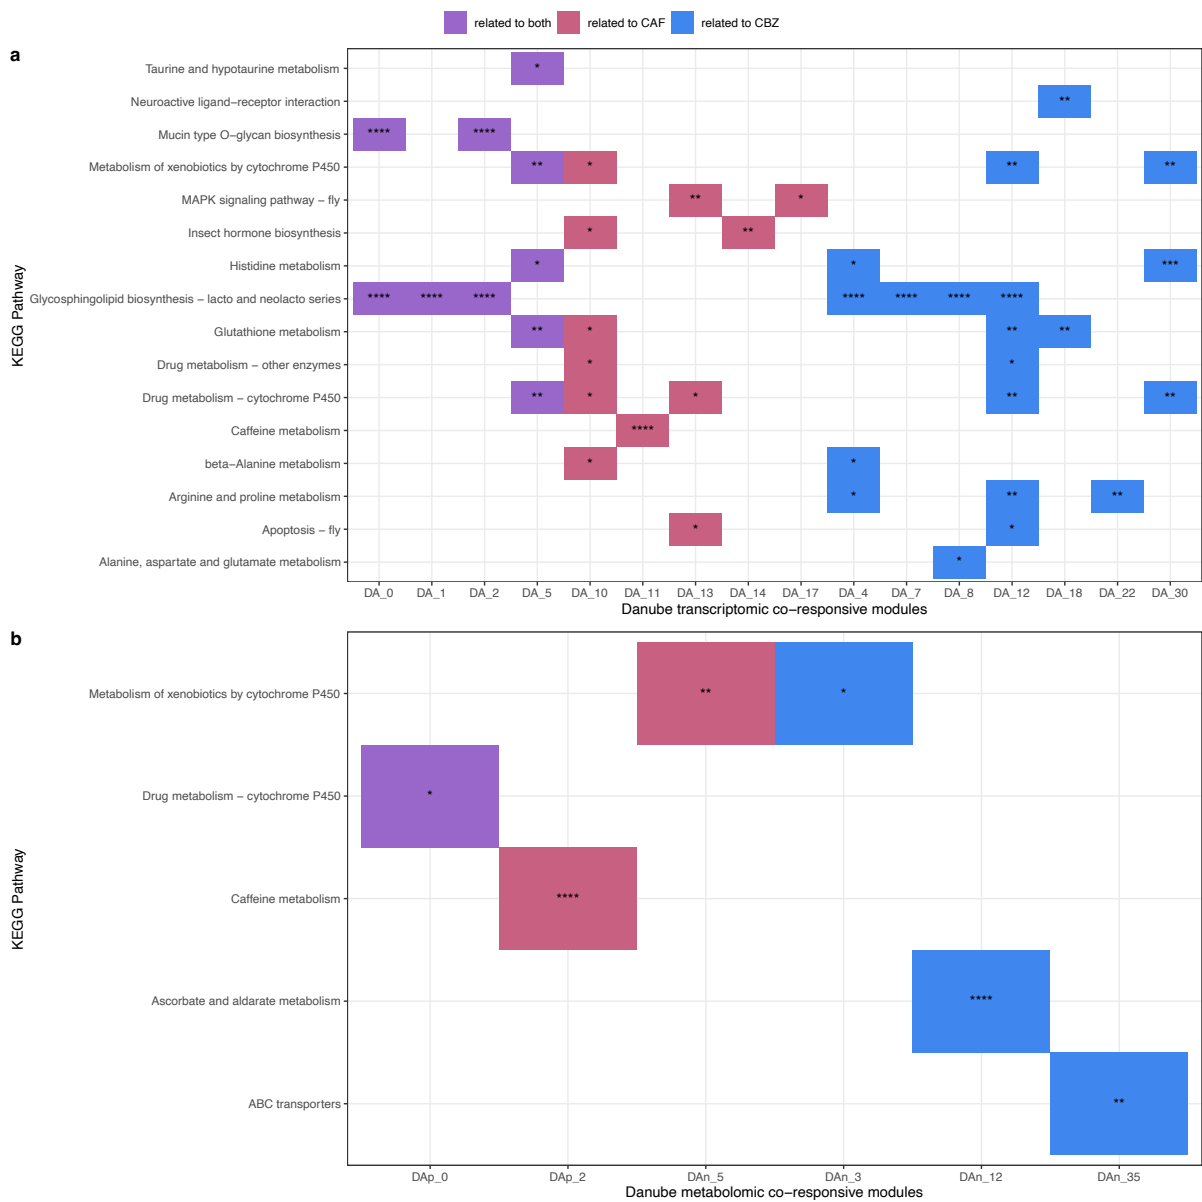 related to both related to CAF related to CBZ
a
KEGG Pathway
Taurine and hypotaurine metabolism *
Neuroactive ligand−receptor interaction **
Mucin type O−glycan biosynthesis **** ****
Metabolism of xenobiotics by cytochrome P450 ** * ** **
MAPK signaling pathway − fly ** *
Insect hormone biosynthesis * **
Histidine metabolism * * ***
Glycosphingolipid biosynthesis − lacto and neolacto series **** **** **** **** **** **** ****
Glutathione metabolism ** * ** **
Drug metabolism − other enzymes * *
Drug metabolism − cytochrome P450 ** * * ** **
Caffeine metabolism ****
beta−Alanine metabolism * *
Arginine and proline metabolism * ** **
Apoptosis − fly * *
Alanine, aspartate and glutamate metabolism *
DA_0 DA_1 DA_2 DA_5 DA_10 DA_11 DA_13 DA_14 DA_17 DA_4 DA_7 DA_8 DA_12 DA_18 DA_22 DA_30
Danube transcriptomic co−responsive modules
b
KEGG Pathway
Metabolism of xenobiotics by cytochrome P450 ** *
Drug metabolism − cytochrome P450 *
Caffeine metabolism ****
Ascorbate and aldarate metabolism ****
ABC transporters **
DAp_0 DAp_2 DAn_5 DAn_3 DAn_12 DAn_35
Danube metabolomic co−responsive modules